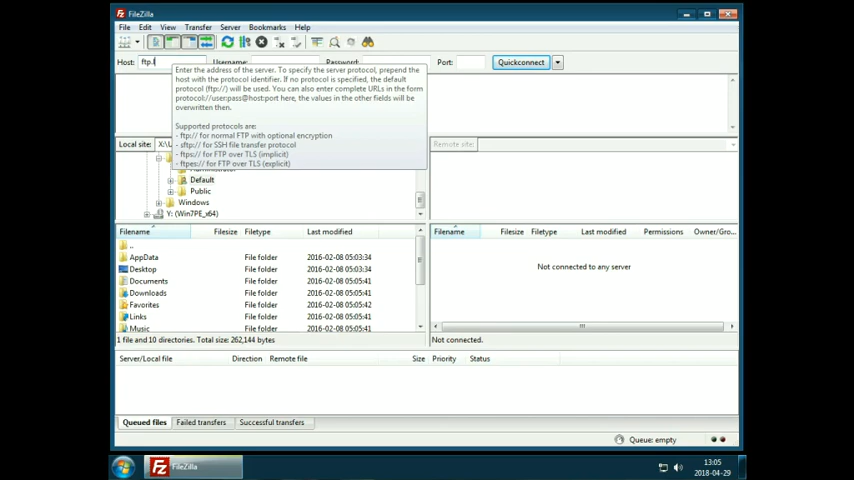 FileZilla
File Edit View Transfer Server Bookmarks Help
Host: ftp.f Username: Password: Port: Quickconnect
Enter the address of the server. To specify the server protocol, prepend the
host with the protocol identifier. If no protocol is specified, the default
protocol (ftp://) will be used. You can also enter complete URLs in the form
protocol://user:pass@host:port here, the values in the other fields will be
overwritten then.
Supported protocols are:
- ftp:// for normal FTP with optional encryption
- sftp:// for SSH file transfer protocol
- ftps:// for FTP over TLS (implicit)
- ftpes:// for FTP over TLS (explicit)
Local site: X:\U
Remote site:
Default
Public
Windows
Y: (Win7PE_x64)
Filename Filesize Filetype Last modified
..
AppData File folder 2016-02-08 05:03:34
Desktop File folder 2016-02-08 05:03:34
Documents File folder 2016-02-08 05:05:41
Downloads File folder 2016-02-08 05:05:41
Favorites File folder 2016-02-08 05:05:42
Links File folder 2016-02-08 05:05:41
Music File folder 2016-02-08 05:05:41
1 file and 10 directories. Total size: 262,144 bytes
Filename Filesize Filetype Last modified Permissions Owner/Gro...
Not connected to any server
Not connected.
Server/Local file Direction Remote file Size Priority Status
Queued files Failed transfers Successful transfers
Queue: empty
FileZilla
13:05
2018-04-29